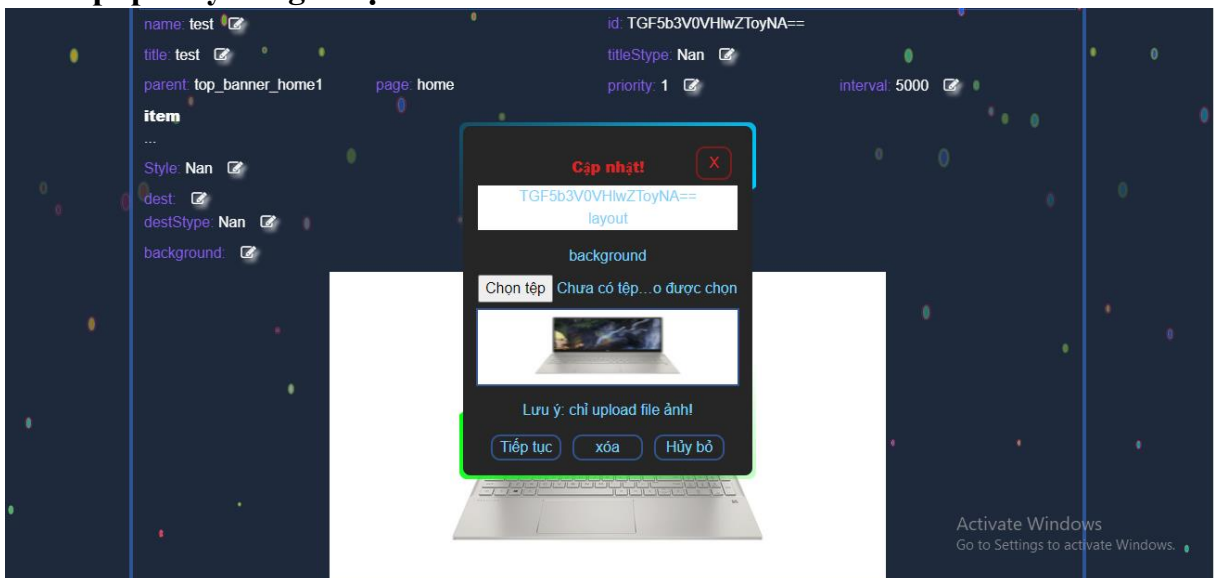 name: test id: TGF5b3V0VHlwZToyNA==
title: test titleStype: Nan
parent: top_banner_home1 page: home priority: 1 interval: 5000
item
...
Style: Nan
dest:
destStype: Nan
background:
Cập nhật! X
TGF5b3V0VHlwZToyNA==
layout
background
Chọn tệp Chưa có tệp...o được chọn
Lưu ý: chỉ upload file ảnh!
Tiếp tục xóa Hủy bỏ
Activate Windows
Go to Settings to activate Windows.